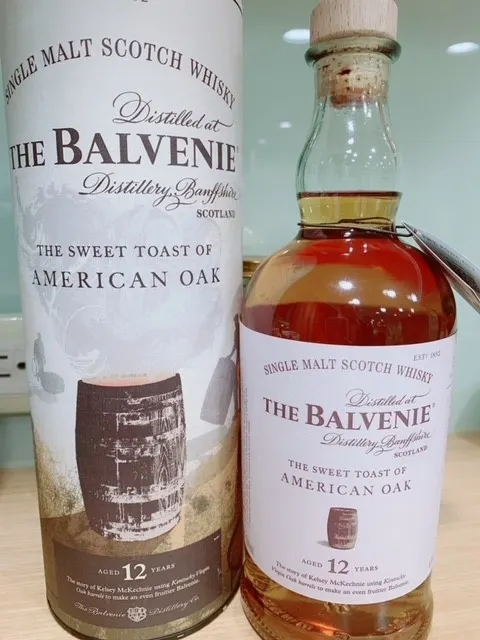 SINGLE MALT SCOTCH WHISKY
Distilled at
THE BALVENIE®
Distillery, Banffshire
SCOTLAND
THE SWEET TOAST OF
AMERICAN OAK
AGED 12 YEARS
The story of Kelsey McKechnie using Kentucky Virgin
Oak barrels to make an even fruitier Balvenie.
The Balvenie Distillery Co.
ESTD 1892
SINGLE MALT SCOTCH WHISKY
Distilled at
THE BALVENIE®
Distillery, Banffshire
SCOTLAND
THE SWEET TOAST OF
AMERICAN OAK
AGED 12 YEARS
The story of Kelsey McKechnie using Kentucky
Virgin Oak barrels to make an even fruitier Balvenie.